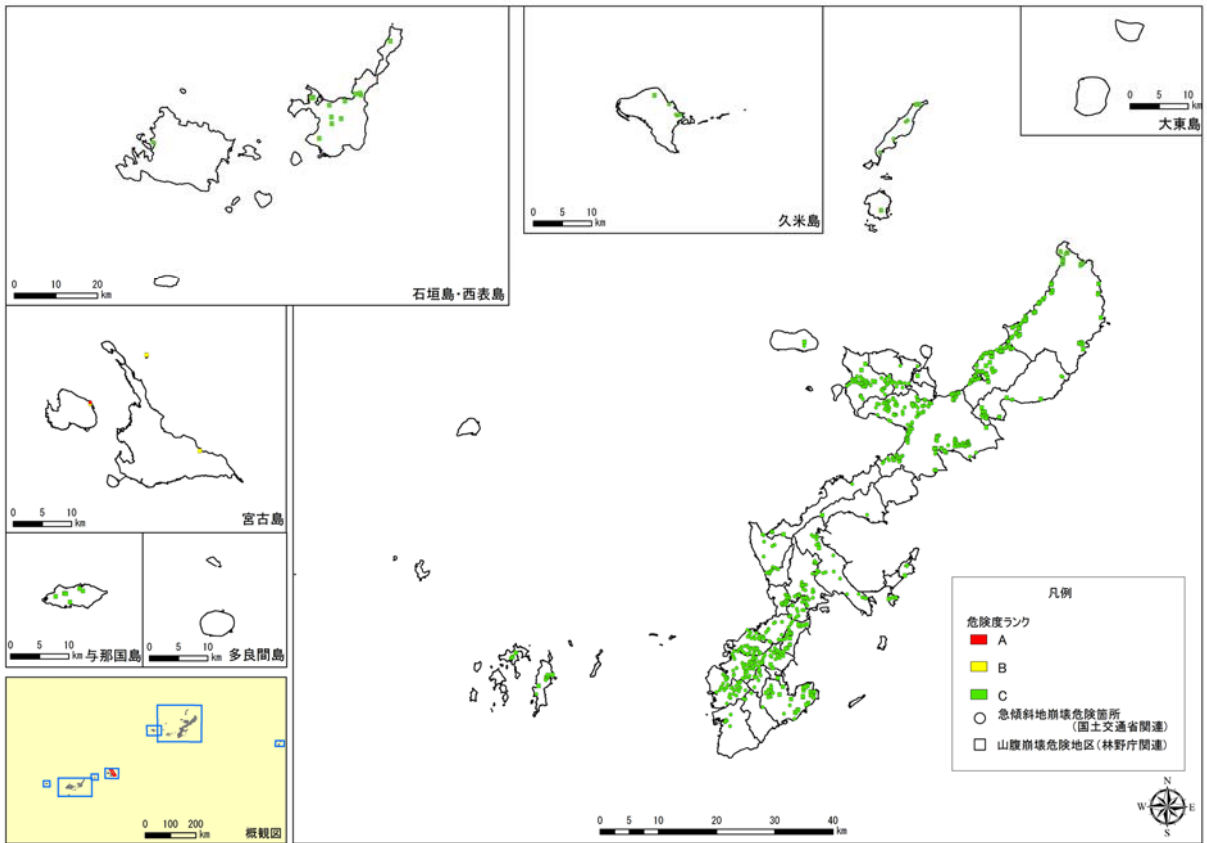 0 10 20
km
石垣島・西表島
0 5 10
km
久米島
0 5 10
km
大東島
0 5 10
km
宮古島
0 5 10
km
与那国島
0 5 10
km
多良間島
0 100 200
km
概観図
凡例
危険度ランク
A
B
C
急傾斜地崩壊危険箇所
(国土交通省関連)
山腹崩壊危険地区(林野庁関連)
N
W E
S
0 5 10 20 30 40
km